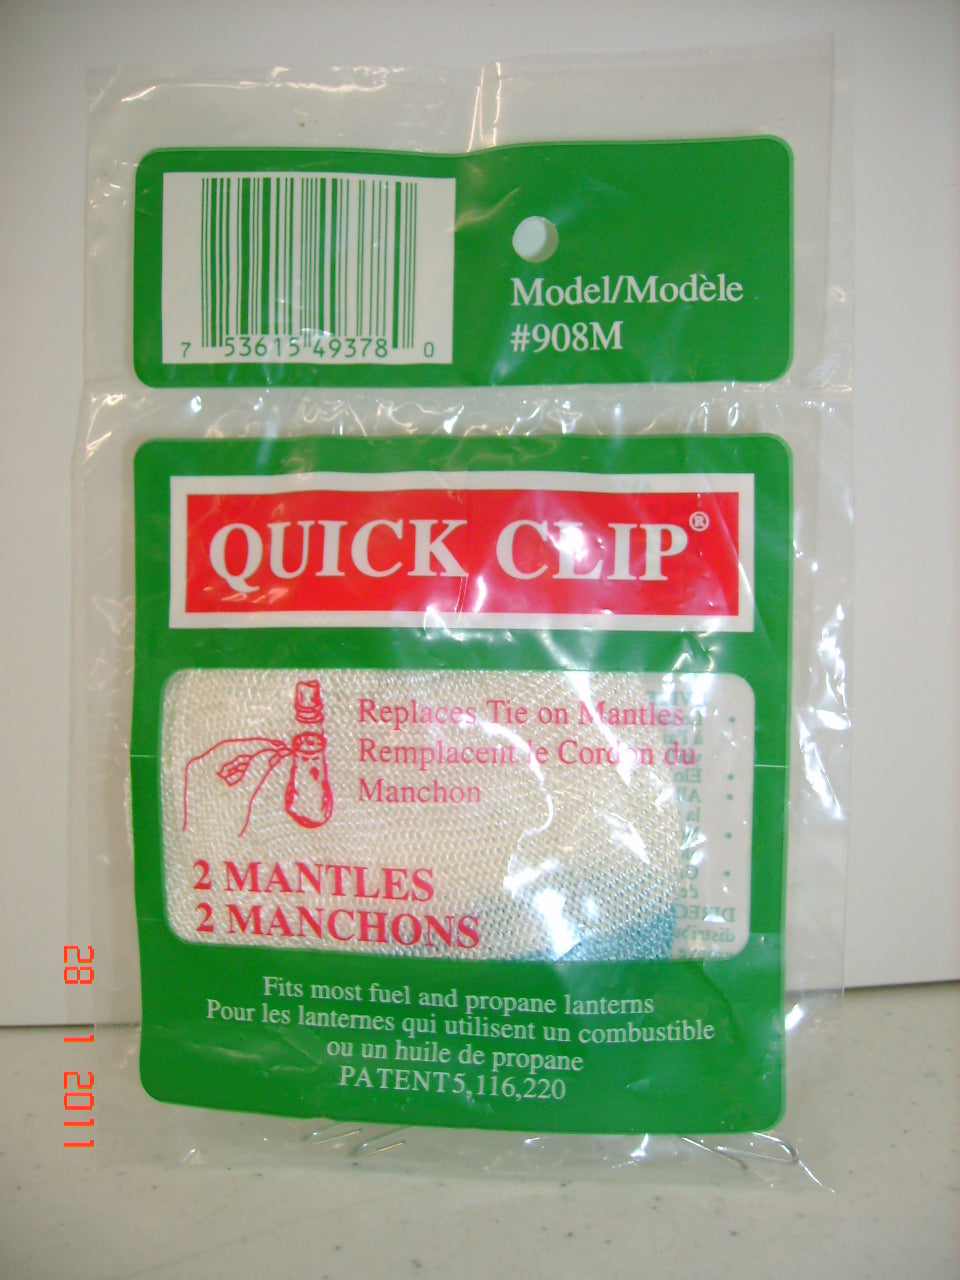 7 53615 49378 0
Model/Modèle
#908M
QUICK CLIP®
Replaces Tie on Mantles
Remplacent le Cordon du
Manchon
2 MANTLES
2 MANCHONS
Fits most fuel and propane lanterns
Pour les lanternes qui utilisent un combustible
ou un huile de propane
PATENT 5,116,220
28 1 2011